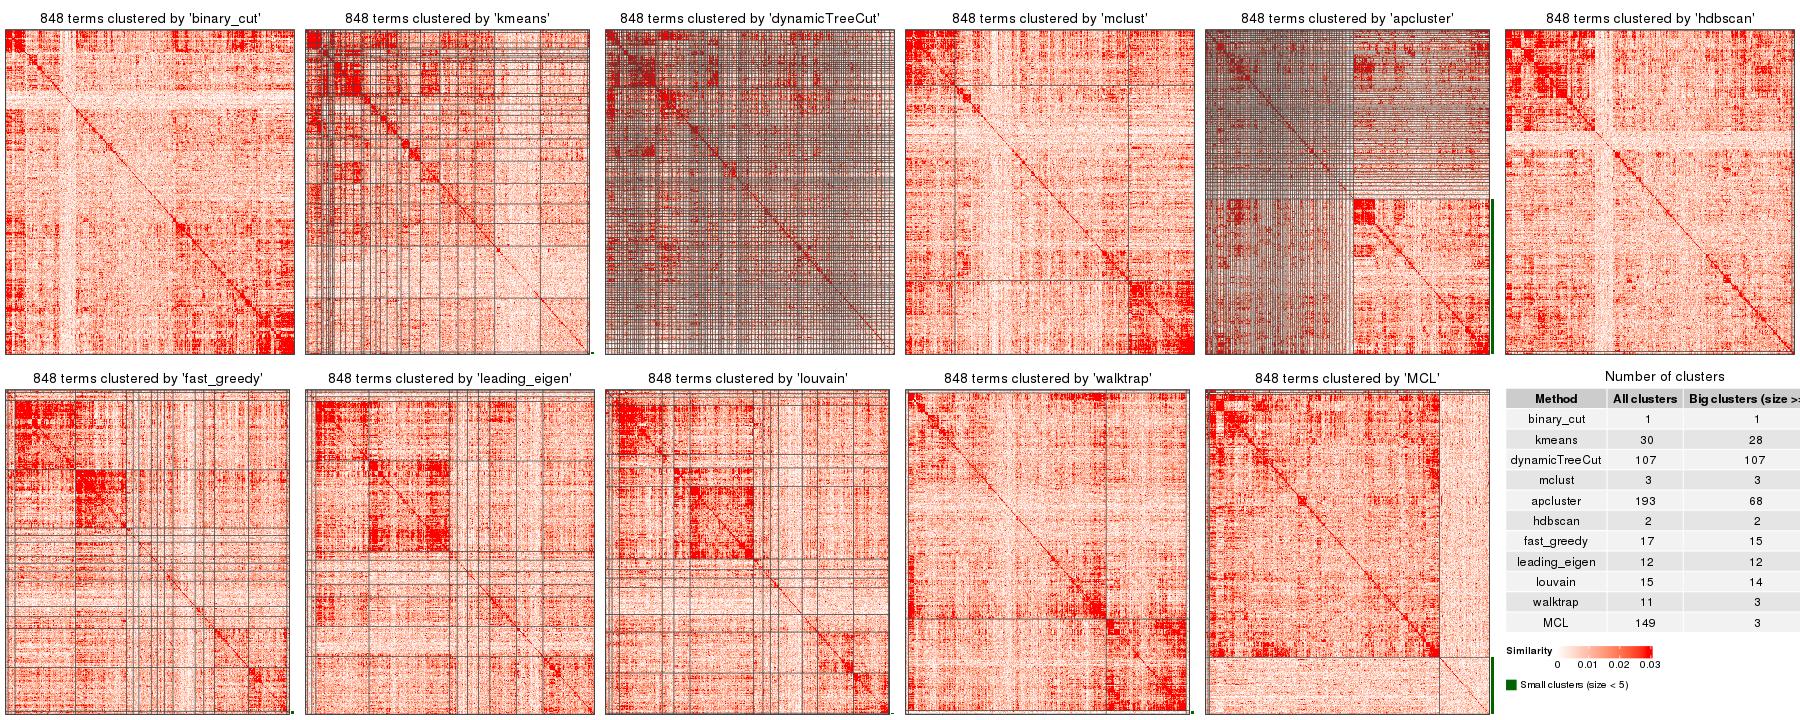 848 terms clustered by 'binary_cut'
848 terms clustered by 'kmeans'
848 terms clustered by 'dynamicTreeCut'
848 terms clustered by 'mclust'
848 terms clustered by 'apcluster'
848 terms clustered by 'hdbscan'
848 terms clustered by 'fast_greedy'
848 terms clustered by 'leading_eigen'
848 terms clustered by 'louvain'
848 terms clustered by 'walktrap'
848 terms clustered by 'MCL'
Number of clusters
Method All clusters Big clusters (size >=
binary_cut 1 1
kmeans 30 28
dynamicTreeCut 107 107
mclust 3 3
apcluster 193 68
hdbscan 2 2
fast_greedy 17 15
leading_eigen 12 12
louvain 15 14
walktrap 11 3
MCL 149 3
Similarity
0 0.01 0.02 0.03
Small clusters (size < 5)